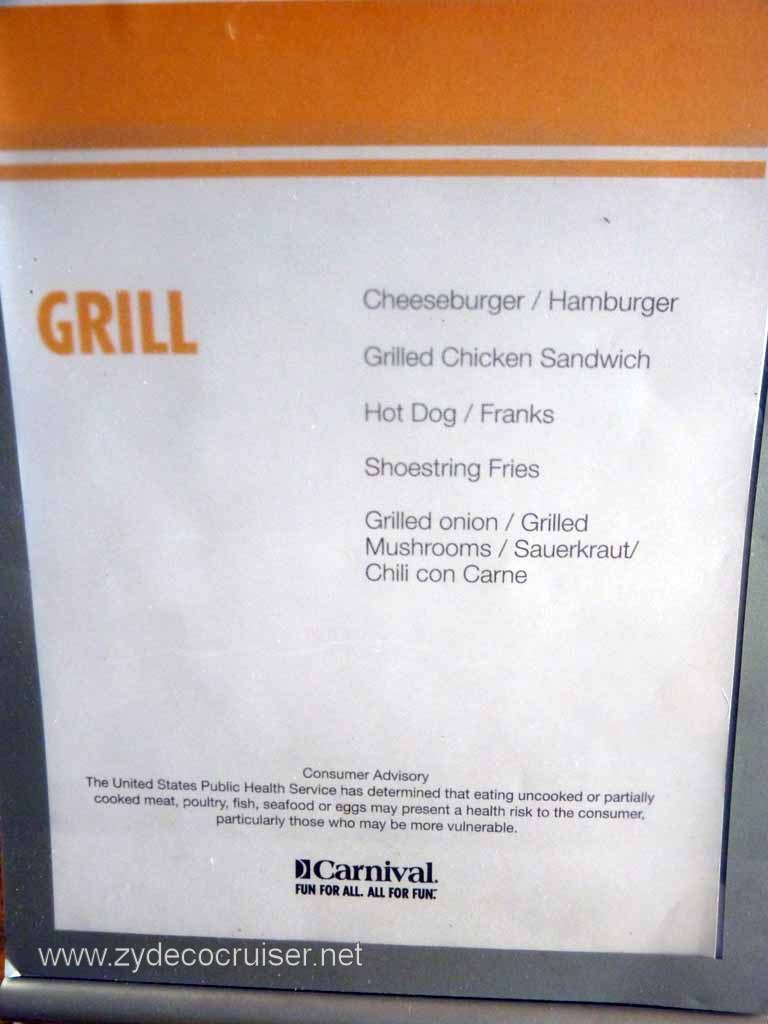 GRILL
Cheeseburger / Hamburger
Grilled Chicken Sandwich
Hot Dog / Franks
Shoestring Fries
Grilled onion / Grilled
Mushrooms / Sauerkraut/
Chili con Carne
Consumer Advisory
The United States Public Health Service has determined that eating uncooked or partially
cooked meat, poultry, fish, seafood or eggs may present a health risk to the consumer,
particularly those who may be more vulnerable.
Carnival.
FUN FOR ALL. ALL FOR FUN.
www.zydecocruiser.net